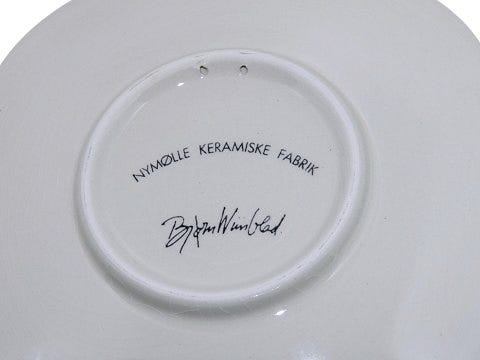 NYMØLLE KERAMISKE FABRIK
Bjørn Wiinblad.